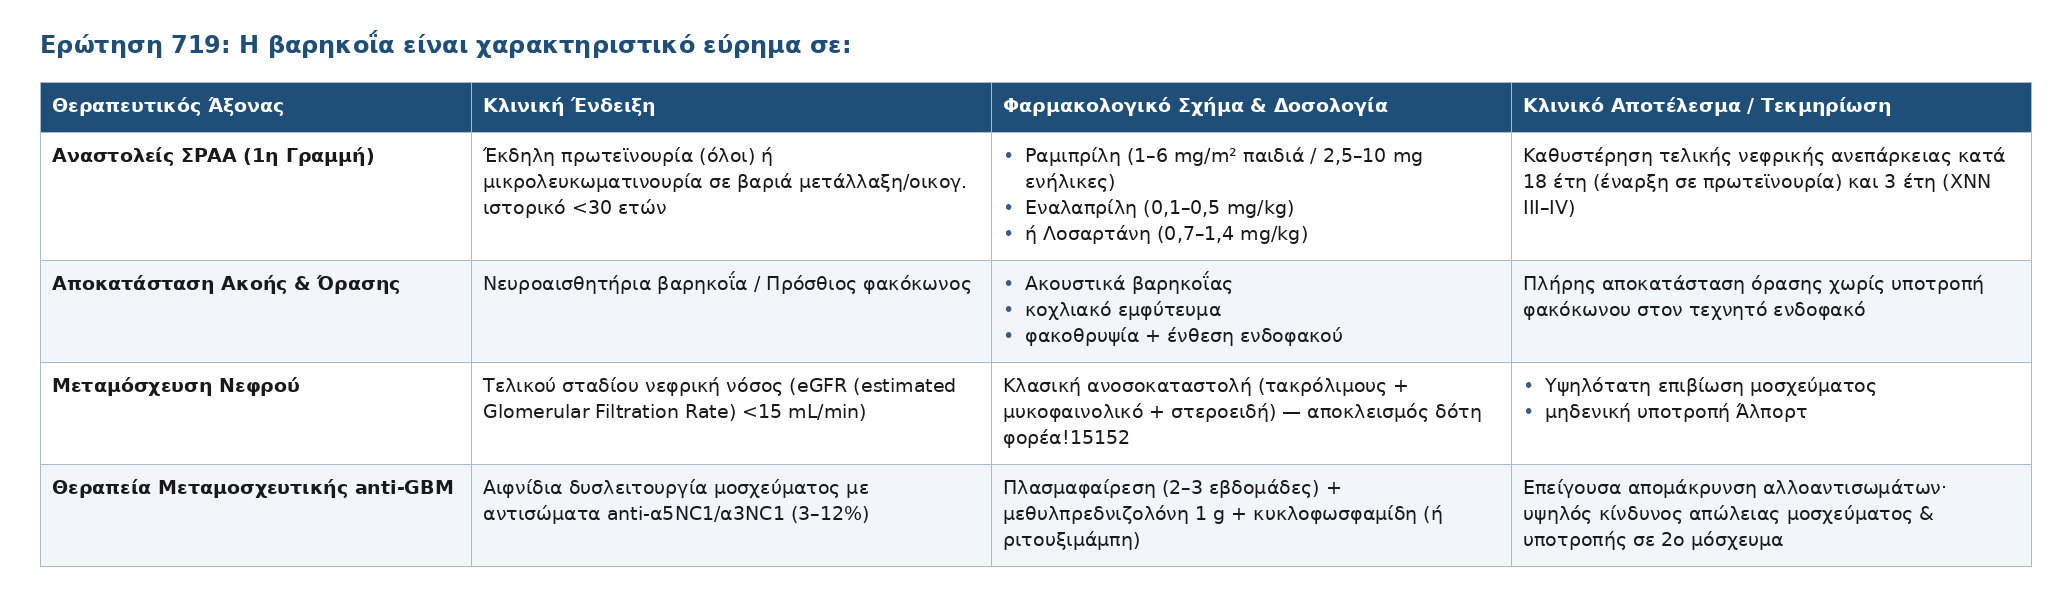 Ερώτηση 719: Η βαρηκοΐα είναι χαρακτηριστικό εύρημα σε:
Θεραπευτικός Άξονας
Κλινική Ένδειξη
Φαρμακολογικό Σχήμα & Δοσολογία
Κλινικό Αποτέλεσμα / Τεκμηρίωση
Αναστολείς ΣΡΑΑ (1η Γραμμή)
Έκδηλη πρωτεϊνουρία (όλοι) ή
μικρολευκωματινουρία σε βαριά μετάλλαξη/οικογ.
ιστορικό <30 ετών
• Ραμιπρίλη (1–6 mg/m² παιδιά / 2,5–10 mg
ενήλικες)
• Εναλαπρίλη (0,1–0,5 mg/kg)
• ή Λοσαρτάνη (0,7–1,4 mg/kg)
Καθυστέρηση τελικής νεφρικής ανεπάρκειας κατά
18 έτη (έναρξη σε πρωτεϊνουρία) και 3 έτη (ΧΝΝ
III–IV)
Αποκατάσταση Ακοής & Όρασης
Νευροαισθητήρια βαρηκοΐα / Πρόσθιος φακόκωνος
• Ακουστικά βαρηκοΐας
• κοχλιακό εμφύτευμα
• φακοθρυψία + ένθεση ενδοφακού
Πλήρης αποκατάσταση όρασης χωρίς υποτροπή
φακόκωνου στον τεχνητό ενδοφακό
Μεταμόσχευση Νεφρού
Τελικού σταδίου νεφρική νόσος (eGFR (estimated
Glomerular Filtration Rate) <15 mL/min)
Κλασική ανοσοκαταστολή (τακρόλιμους +
μυκοφαινολικό + στεροειδή) — αποκλεισμός δότη
φορέα!15152
• Υψηλότατη επιβίωση μοσχεύματος
• μηδενική υποτροπή Άλπορτ
Θεραπεία Μεταμοσχευτικής anti-GBM
Αιφνίδια δυσλειτουργία μοσχεύματος με
αντισώματα anti-α5NC1/α3NC1 (3–12%)
Πλασμαφαίρεση (2–3 εβδομάδες) +
μεθυλπρεδνιζολόνη 1 g + κυκλοφωσφαμίδη (ή
ριτουξιμάμπη)
Επείγουσα απομάκρυνση αλλοαντισωμάτων·
υψηλός κίνδυνος απώλειας μοσχεύματος &
υποτροπής σε 2ο μόσχευμα